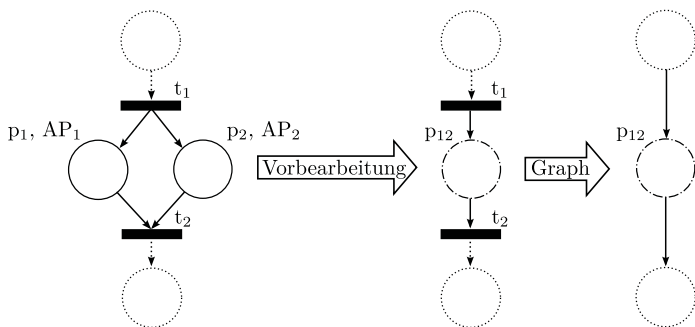 t₁
p₁, AP₁
p₂, AP₂
t₂
Vorbearbeitung
t₁
p₁₂
t₂
Graph
p₁₂